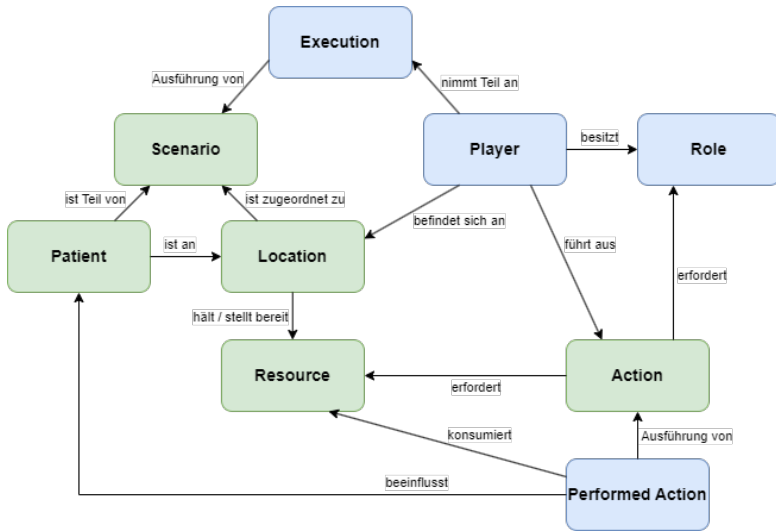 Execution
Ausführung von
nimmt Teil an
Scenario
Player
besitzt
Role
ist Teil von
ist zugeordnet zu
befindet sich an
Patient
ist an
Location
führt aus
erfordert
hält / stellt bereit
Resource
erfordert
Action
konsumiert
Ausführung von
beeinflusst
Performed Action